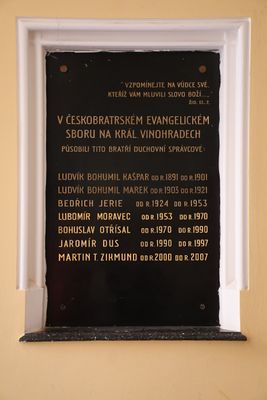 "VZPOMÍNEJTE NA VŮDCE SVÉ,
KTEŘÍŽ VÁM MLUVILI SLOVO BOŽÍ...,"
ŽID. 13.,7.
V ČESKOBRATRSKÉM EVANGELICKÉM
SBORU NA KRÁL. VINOHRADECH
PŮSOBILI TITO BRATŘÍ DUCHOVNÍ SPRÁVCOVÉ:
LUDVÍK BOHUMIL KAŠPAR OD R. 1891 DO R. 1901
LUDVÍK BOHUMIL MAREK OD R. 1903 DO R. 1921
BEDŘICH JERIE OD R. 1924 DO R. 1953
LUBOMÍR MORAVEC OD R. 1953 DO R. 1970
BOHUSLAV OTŘÍSAL OD R. 1970 DO R. 1990
JAROMÍR DUS OD R. 1990 DO R. 1997
MARTIN T. ZIKMUND OD R. 2000 DO R. 2007